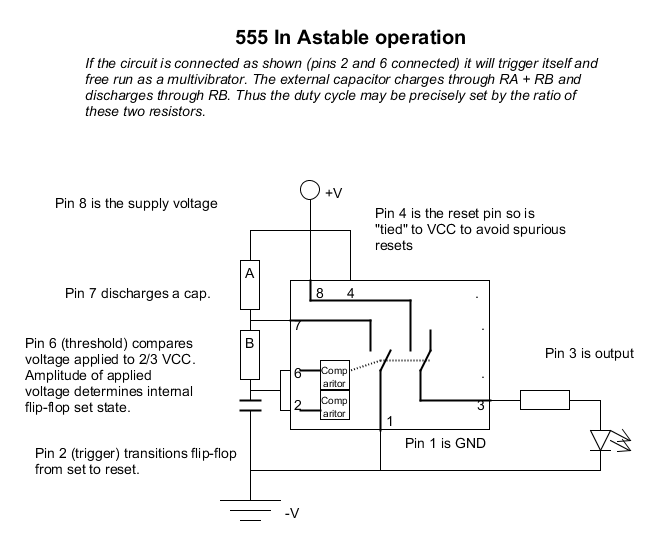 555 In Astable operation
If the circuit is connected as shown (pins 2 and 6 connected) it will trigger itself and
free run as a multivibrator. The external capacitor charges through RA + RB and
discharges through RB. Thus the duty cycle may be precisely set by the ratio of
these two resistors.
+V
Pin 8 is the supply voltage
Pin 4 is the reset pin so is
"tied" to VCC to avoid spurious
resets
A
8 4
Pin 7 discharges a cap.
7
B
Pin 6 (threshold) compares
voltage applied to 2/3 VCC.
Amplitude of applied
voltage determines internal
flip-flop set state.
Pin 3 is output
6
Comp
aritor
2
Comp
aritor
3
1
Pin 1 is GND
Pin 2 (trigger) transitions flip-flop
from set to reset.
-V